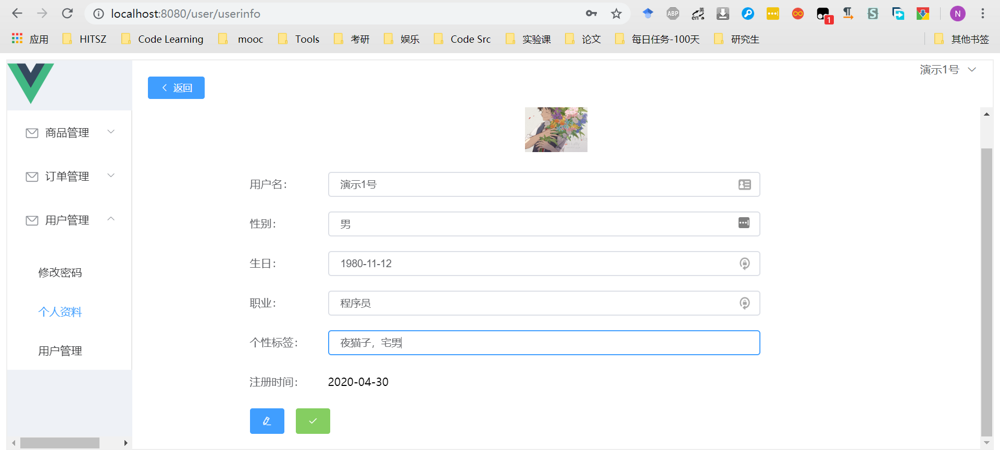 localhost:8080/user/userinfo
ABP
英
en
1
N
应用 HITSZ Code Learning mooc Tools 考研 娱乐 Code Src 实验课 论文 每日任务-100天 研究生 其他书签
演示1号
返回
商品管理
订单管理
用户管理
修改密码
个人资料
用户管理
用户名： 演示1号
性别： 男
生日： 1980-11-12
职业： 程序员
个性标签： 夜猫子，宅男
注册时间： 2020-04-30